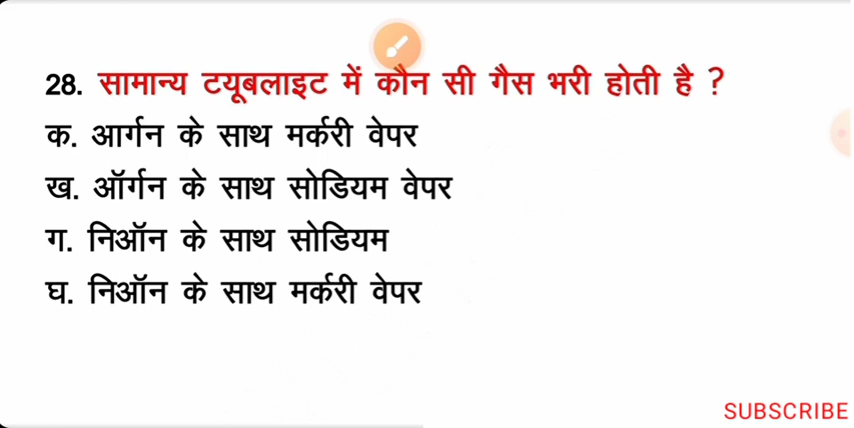 28. सामान्य टयूबलाइट में कौन सी गैस भरी होती है ?
क. आर्गन के साथ मर्करी वेपर
ख. ऑर्गन के साथ सोडियम वेपर
ग. निऑन के साथ सोडियम
घ. निऑन के साथ मर्करी वेपर
SUBSCRIBE